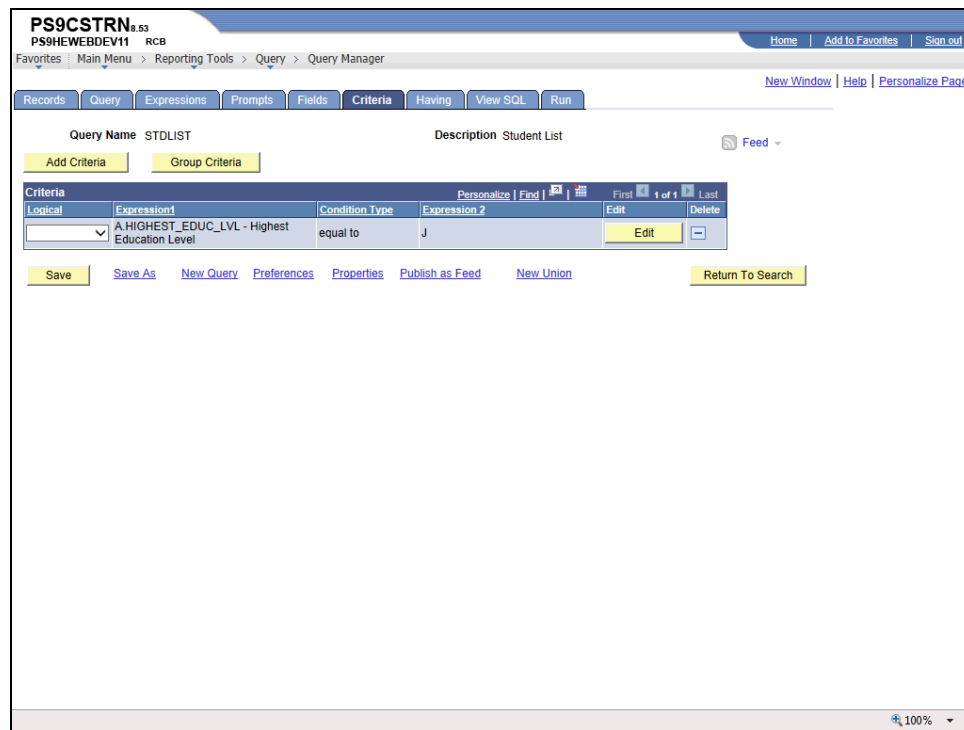 PS9CSTRN8.53
PS9HEWEBDEV11 RCB
Home | Add to Favorites | Sign out
Favorites Main Menu > Reporting Tools > Query > Query Manager
New Window | Help | Personalize Page
Records Query Expressions Prompts Fields Criteria Having View SQL Run
Query Name STDLIST Description Student List
Feed
Add Criteria Group Criteria
Criteria Personalize | Find | | First 1 of 1 Last
Logical Expression1 Condition Type Expression 2 Edit Delete
A.HIGHEST_EDUC_LVL - Highest
Education Level equal to J Edit
Save Save As New Query Preferences Properties Publish as Feed New Union Return To Search
100%